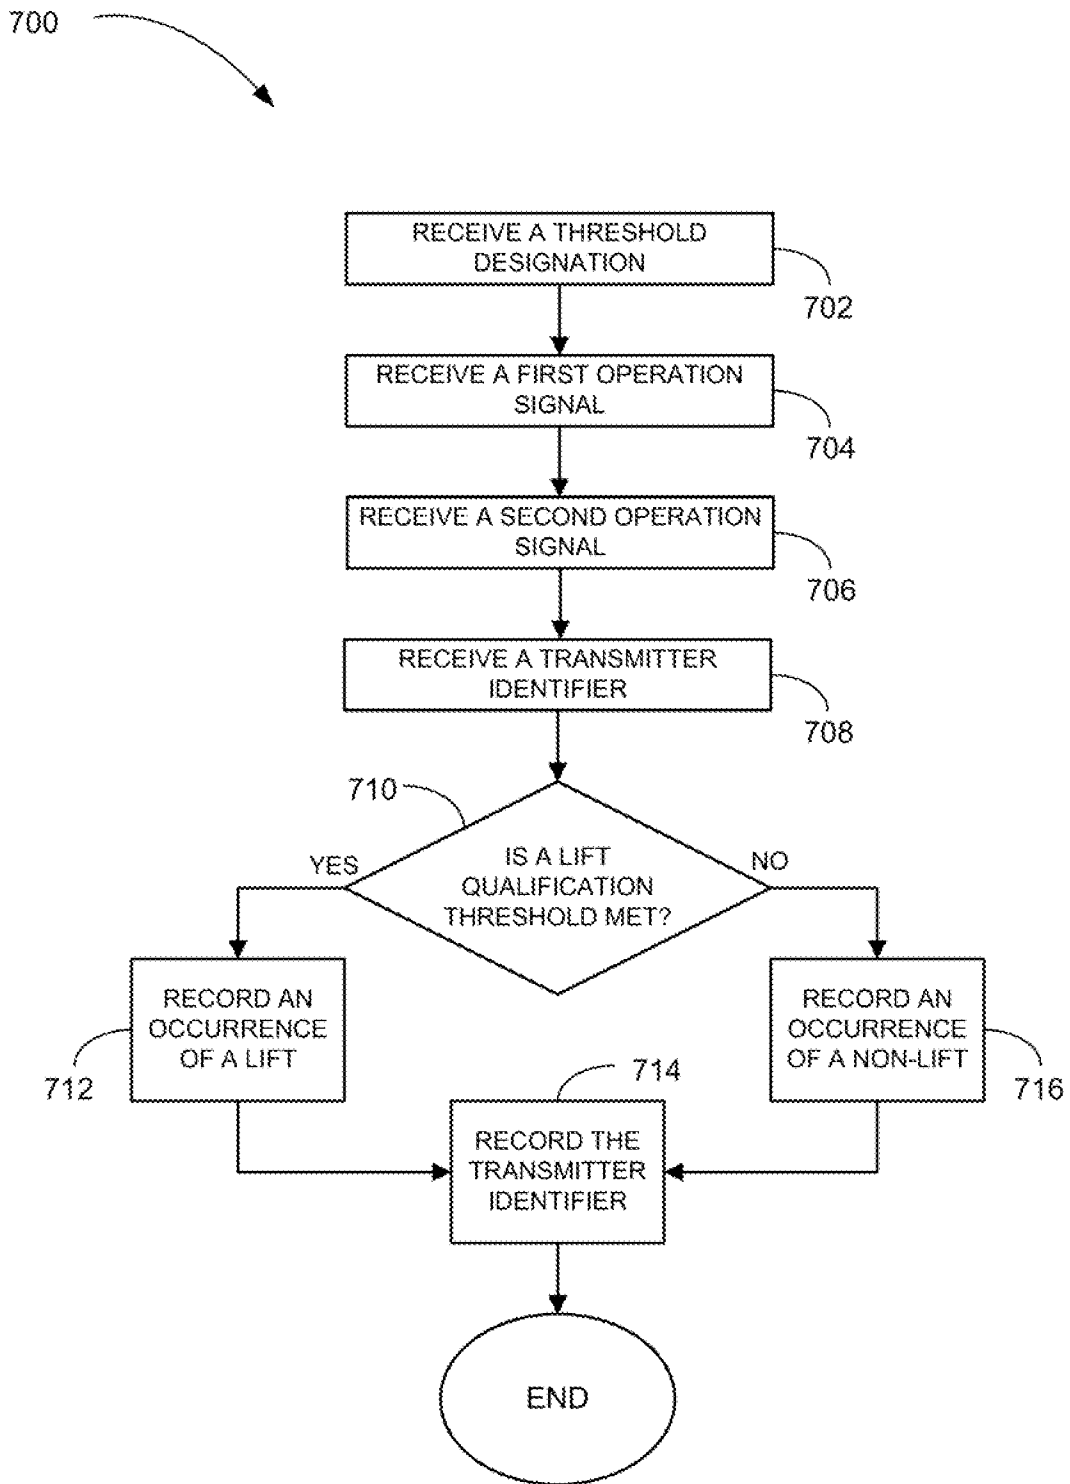 700
RECEIVE A THRESHOLD
DESIGNATION
702
RECEIVE A FIRST OPERATION
SIGNAL
704
RECEIVE A SECOND OPERATION
SIGNAL
706
RECEIVE A TRANSMITTER
IDENTIFIER
708
710
IS A LIFT
QUALIFICATION
THRESHOLD MET?
YES
NO
RECORD AN
OCCURRENCE
OF A LIFT
712
RECORD AN
OCCURRENCE
OF A NON-LIFT
716
714
RECORD THE
TRANSMITTER
IDENTIFIER
END